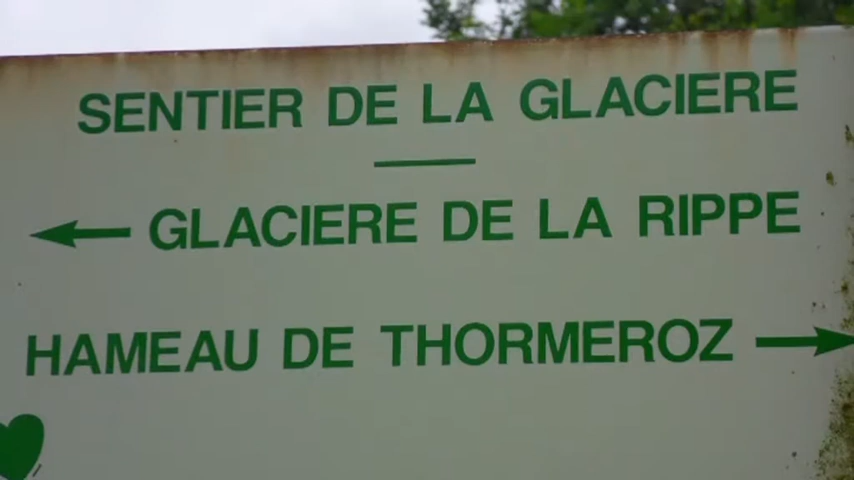 SENTIER DE LA GLACIERE
GLACIERE DE LA RIPPE
HAMEAU DE THORMEROZ